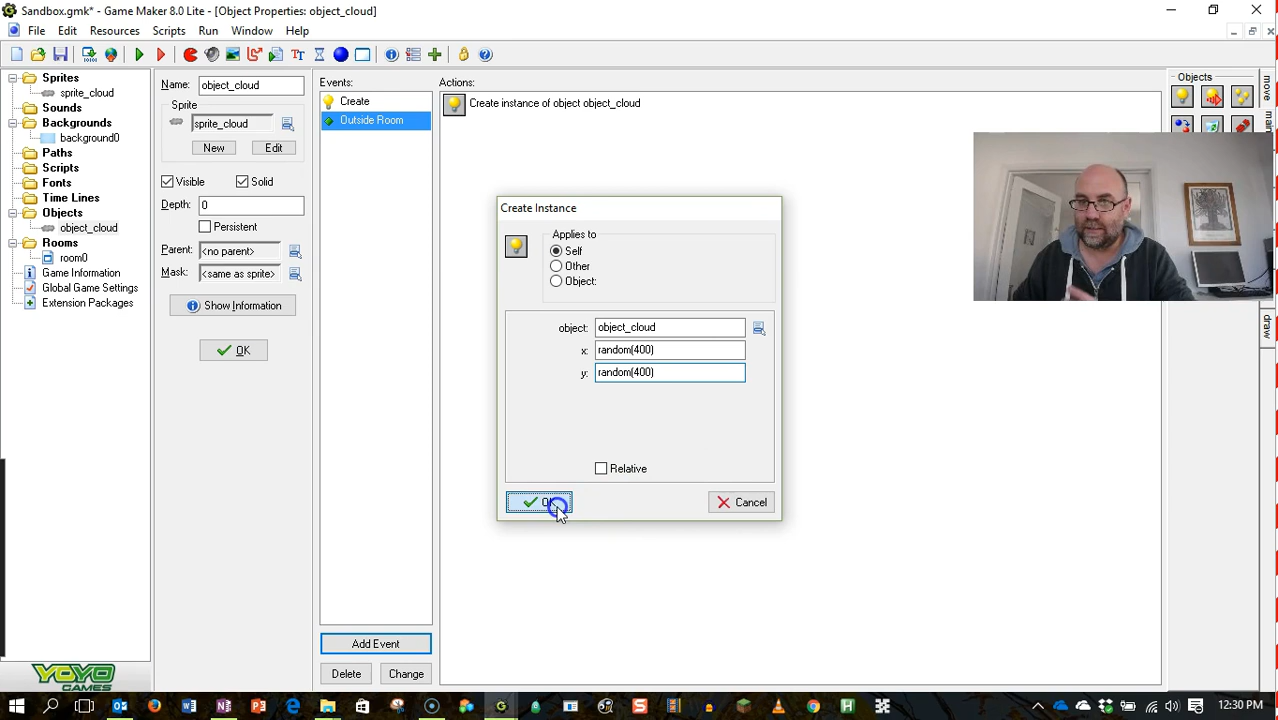 Sandbox.gmk* - Game Maker 8.0 Lite - [Object Properties: object_cloud]
File Edit Resources Scripts Run Window Help
Sprites
sprite_cloud
Sounds
Backgrounds
background0
Paths
Scripts
Fonts
Time Lines
Objects
object_cloud
Rooms
room0
Game Information
Global Game Settings
Extension Packages
YOYO
GAMES
Name: object_cloud
Sprite
sprite_cloud
New Edit
Visible Solid
Depth: 0
Persistent
Parent: <no parent>
Mask: <same as sprite>
Show Information
OK
Events:
Create
Outside Room
Add Event
Delete Change
Actions:
Create instance of object object_cloud
Create Instance
Applies to
Self
Other
Object:
object: object_cloud
x: random(400)
y: random(400)
Relative
Cancel
Objects
move
draw
12:30 PM